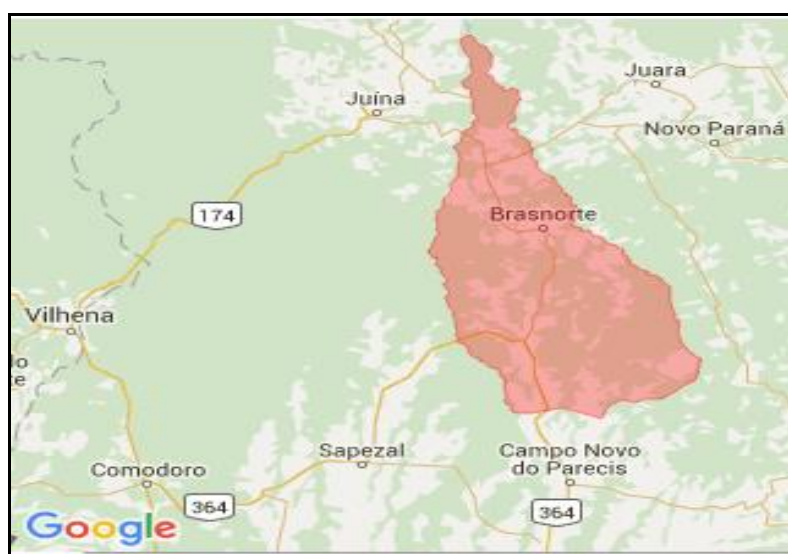 Juara
Juína
Novo Paraná
174
Brasnorte
Vilhena
Sapezal
Campo Novo
do Parecis
Comodoro
364
364
Google